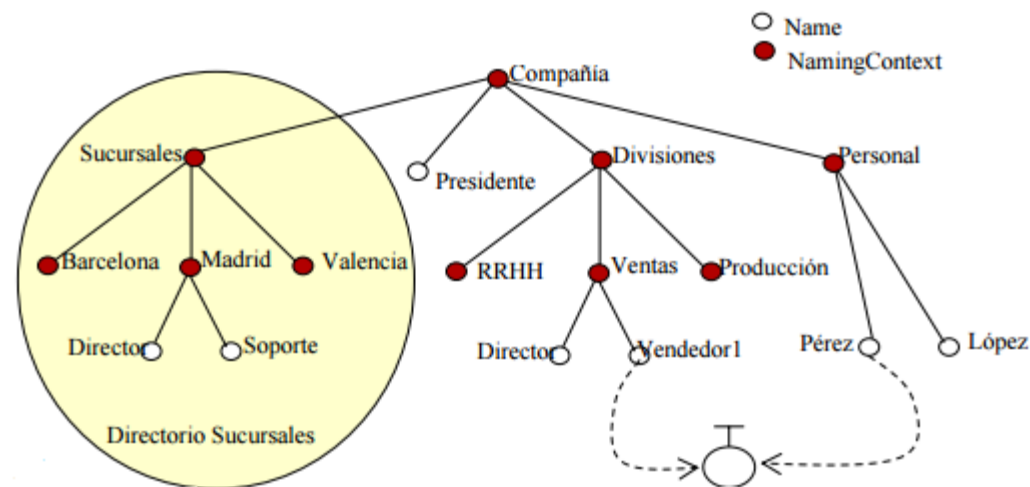 Name
NamingContext
Compañía
Sucursales
Presidente
Divisiones
Personal
Barcelona
Madrid
Valencia
RRHH
Ventas
Producción
Director
Soporte
Director
Vendedor1
Pérez
López
Directorio Sucursales